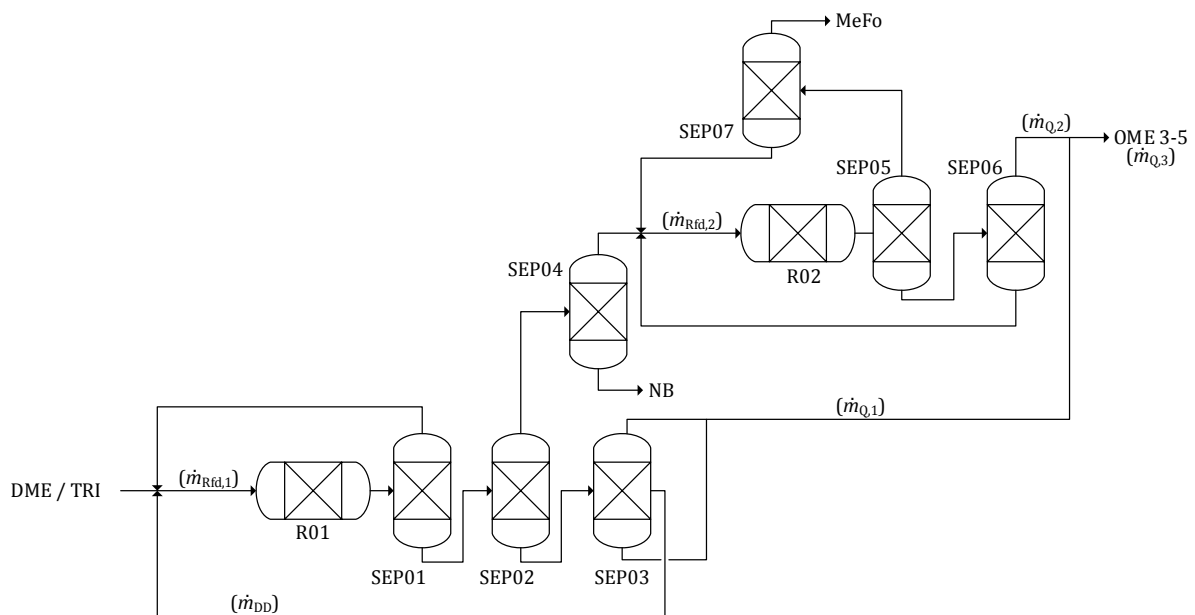 MeFo
SEP07
(ṁQ,2)
OME 3-5
(ṁQ,3)
SEP05
SEP06
(ṁRfd,2)
SEP04
R02
NB
(ṁQ,1)
DME / TRI
(ṁRfd,1)
R01
SEP01
SEP02
SEP03
(ṁDD)